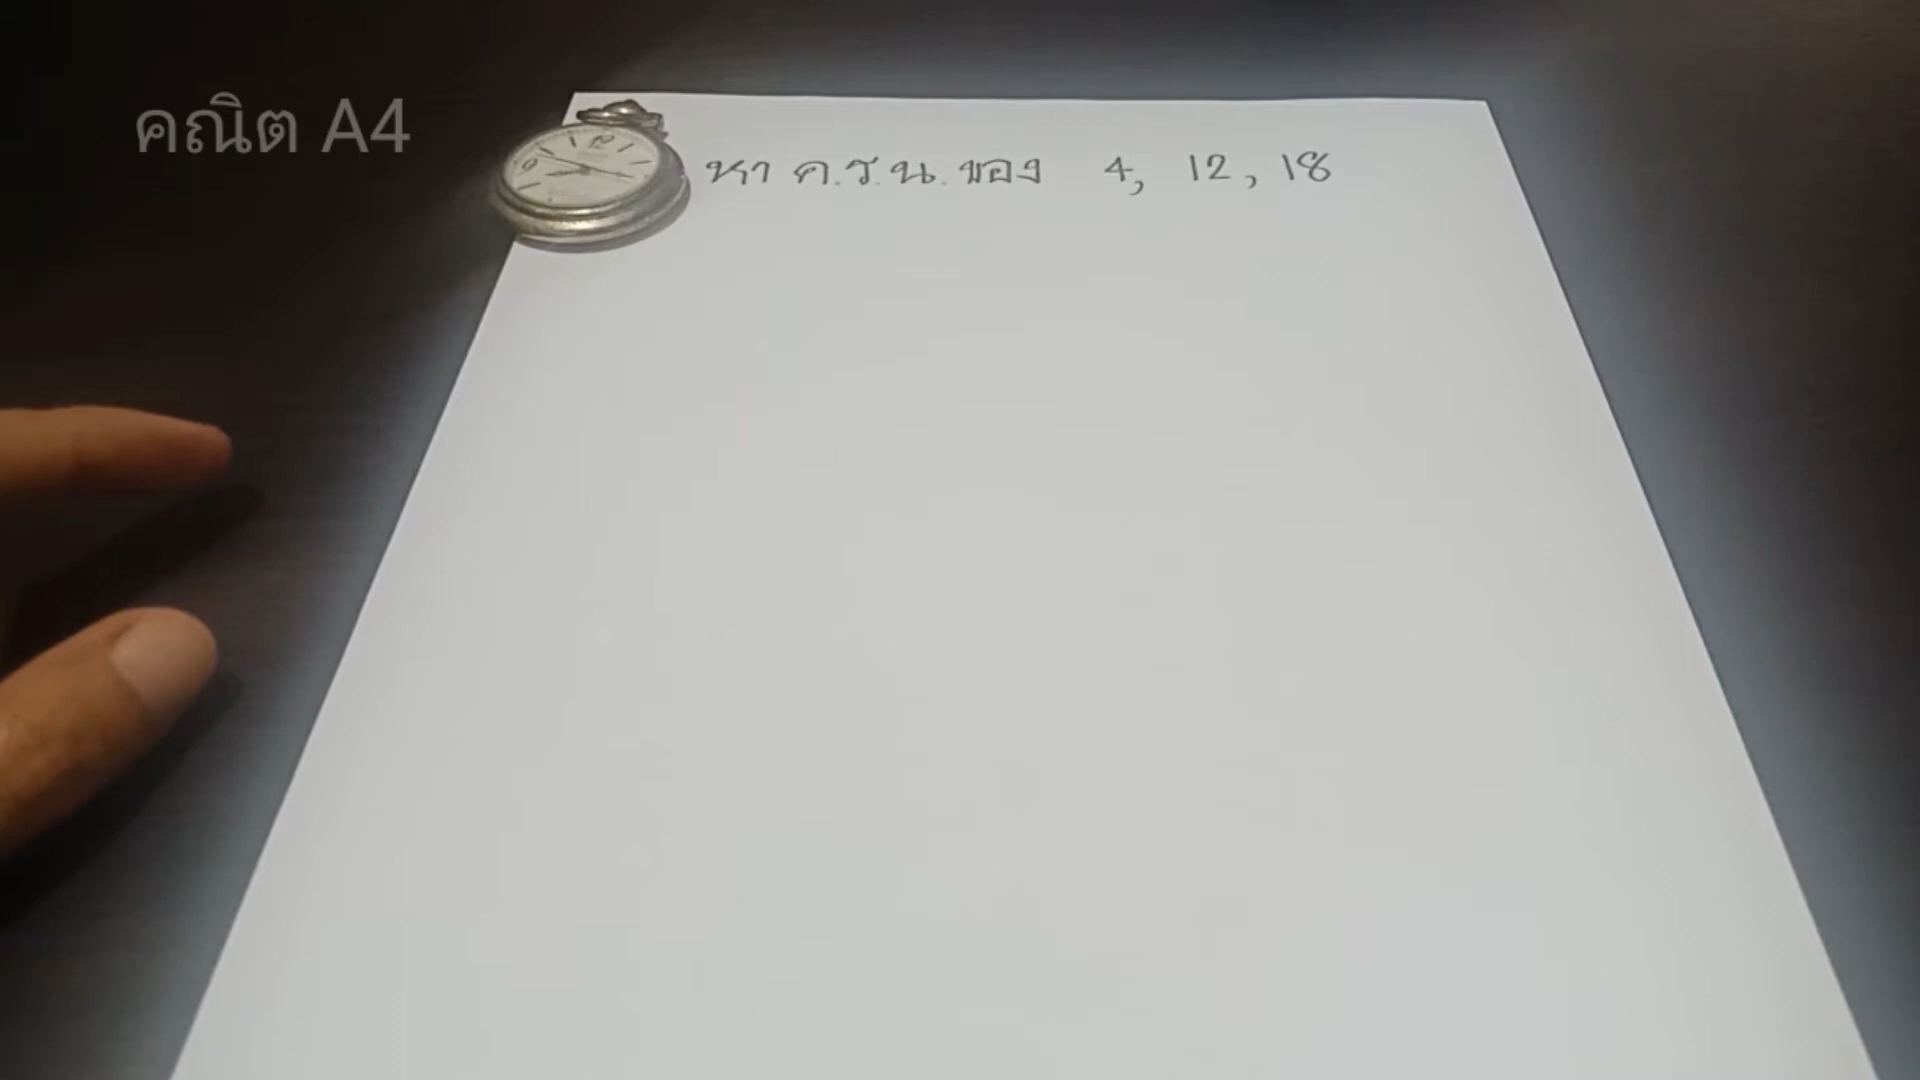 คณิต A4
หา ค.ร.น. ของ 4, 12, 18